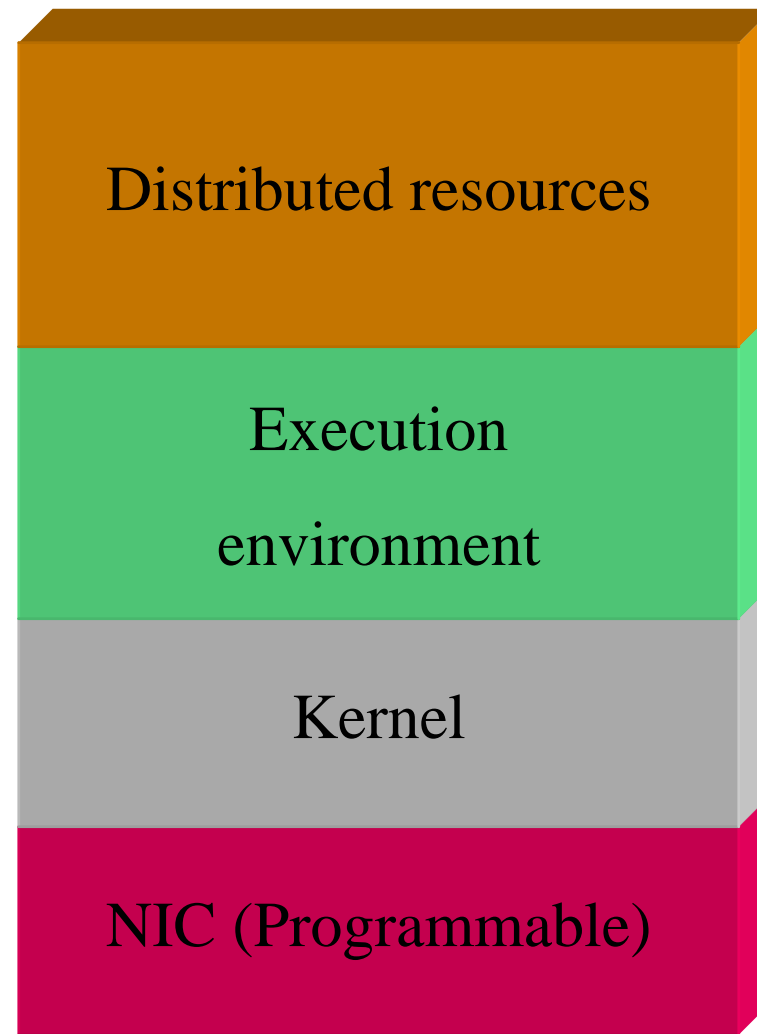 Distributed resources
Execution
environment
Kernel
NIC (Programmable)